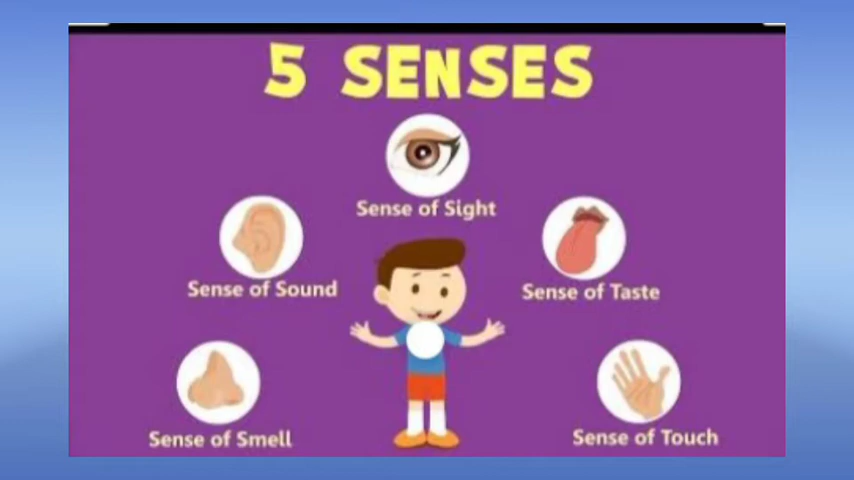 5 SENSES
Sense of Sight
Sense of Sound
Sense of Taste
Sense of Smell
Sense of Touch